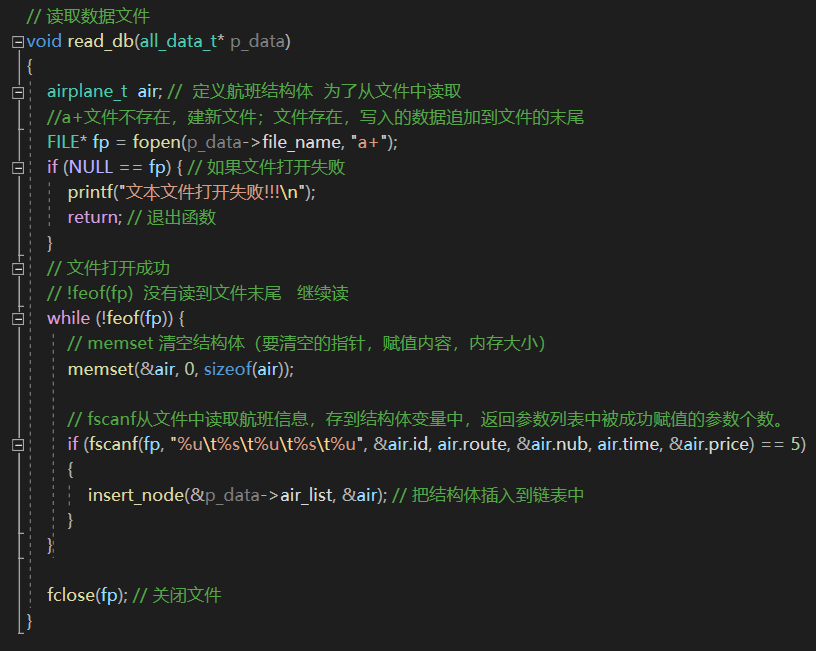 // 读取数据文件
void read_db(all_data_t* p_data)
{
airplane_t  air; //  定义航班结构体  为了从文件中读取
//a+文件不存在，建新文件；文件存在，写入的数据追加到文件的末尾
FILE* fp = fopen(p_data->file_name, "a+");
if (NULL == fp) { // 如果文件打开失败
printf("文本文件打开失败!!!\n");
return; // 退出函数
}
// 文件打开成功
// !feof(fp)  没有读到文件末尾   继续读
while (!feof(fp)) {
// memset 清空结构体（要清空的指针，赋值内容，内存大小）
memset(&air, 0, sizeof(air));
// fscanf从文件中读取航班信息，存到结构体变量中，返回参数列表中被成功赋值的参数个数。
if (fscanf(fp, "%u\t%s\t%u\t%s\t%u", &air.id, air.route, &air.nub, air.time, &air.price) == 5)
{
insert_node(&p_data->air_list, &air); // 把结构体插入到链表中
}
}
fclose(fp); // 关闭文件
}